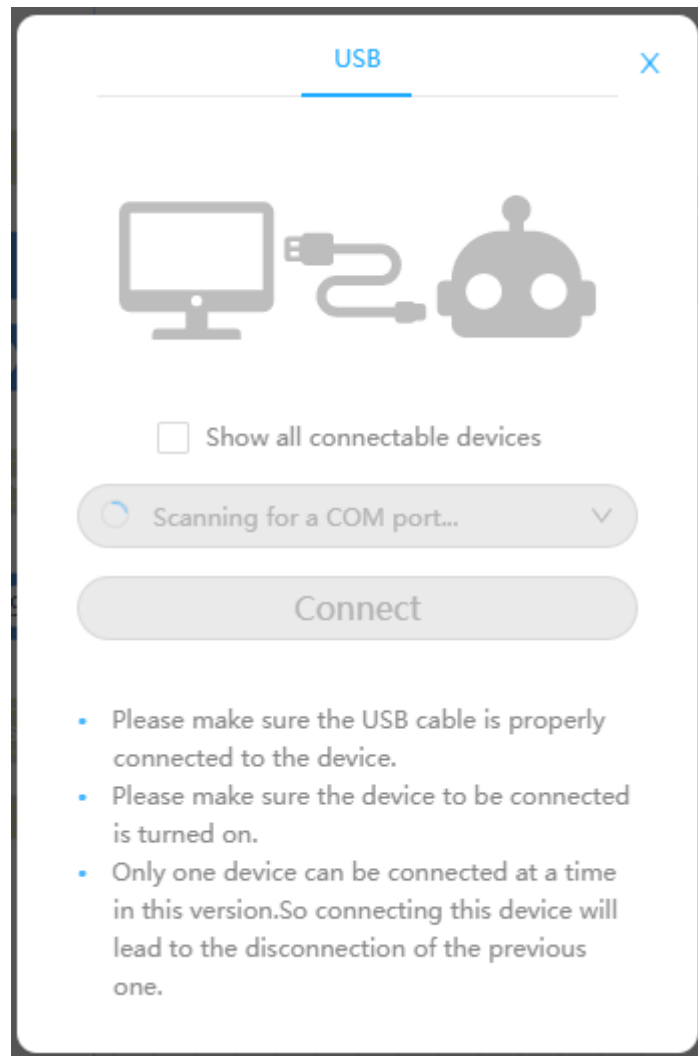 USB
X
Show all connectable devices
Scanning for a COM port...
Connect
• Please make sure the USB cable is properly
connected to the device.
• Please make sure the device to be connected
is turned on.
• Only one device can be connected at a time
in this version.So connecting this device will
lead to the disconnection of the previous
one.